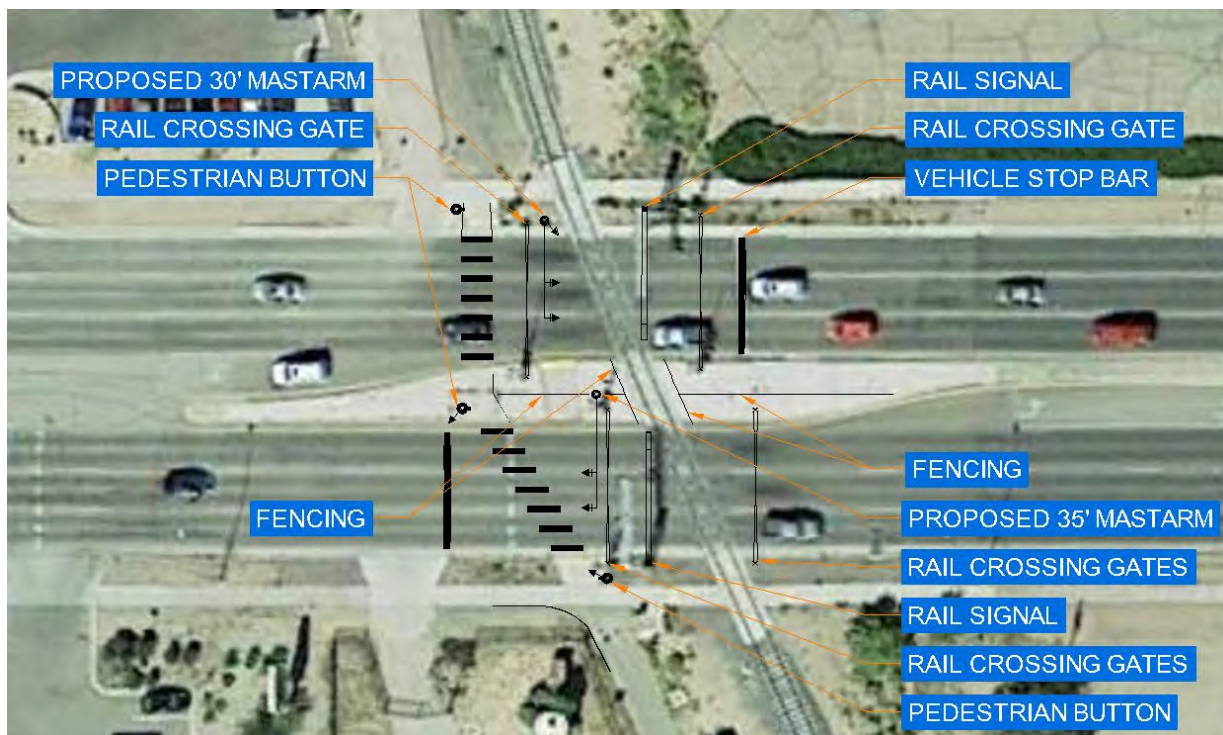 PROPOSED 30' MASTARM
RAIL CROSSING GATE
PEDESTRIAN BUTTON
RAIL SIGNAL
RAIL CROSSING GATE
VEHICLE STOP BAR
FENCING
FENCING
PROPOSED 35' MASTARM
RAIL CROSSING GATES
RAIL SIGNAL
RAIL CROSSING GATES
PEDESTRIAN BUTTON